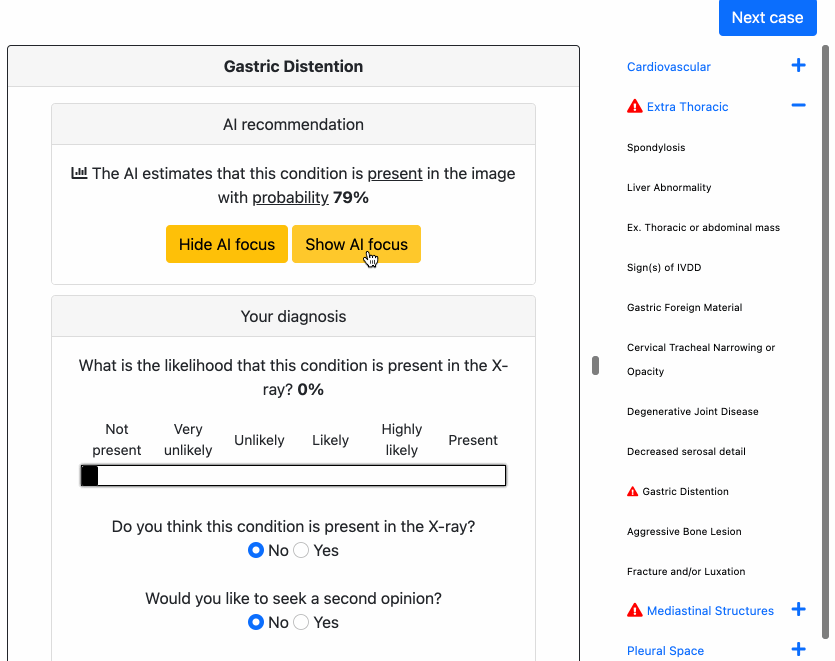 Next case
Gastric Distention
AI recommendation
The AI estimates that this condition is present in the image
with probability 79%
Hide AI focus
Show AI focus
Your diagnosis
What is the likelihood that this condition is present in the X-
ray? 0%
Not
present
Very
unlikely
Unlikely
Likely
Highly
likely
Present
Do you think this condition is present in the X-ray?
No Yes
Would you like to seek a second opinion?
No Yes
Cardiovascular
Extra Thoracic
Spondylosis
Liver Abnormality
Ex. Thoracic or abdominal mass
Sign(s) of IVDD
Gastric Foreign Material
Cervical Tracheal Narrowing or
Opacity
Degenerative Joint Disease
Decreased serosal detail
Gastric Distention
Aggressive Bone Lesion
Fracture and/or Luxation
Mediastinal Structures
Pleural Space